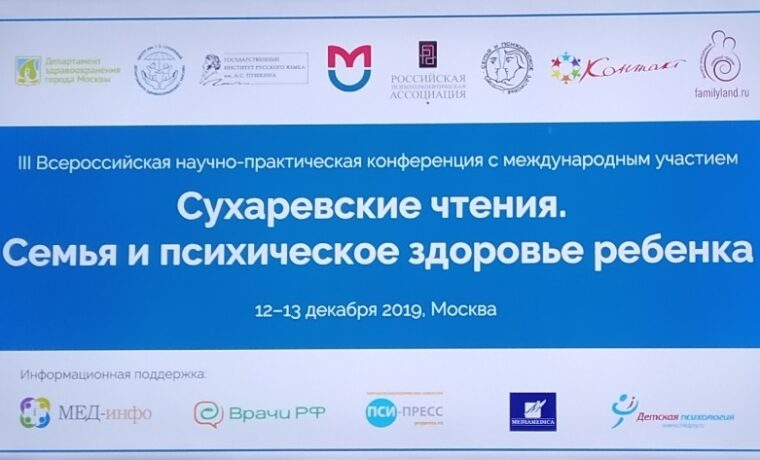 Департамент
здравоохранения
города Москвы
ГОСУДАРСТВЕННЫЙ
ИНСТИТУТ РУССКОГО ЯЗЫКА
им. А.С. ПУШКИНА
РОССИЙСКАЯ
ПСИХОТЕРАПЕВТИЧЕСКАЯ
АССОЦИАЦИЯ
Контакт
familyland.ru
III Всероссийская научно-практическая конференция с международным участием
Сухаревские чтения.
Семья и психическое здоровье ребенка
12–13 декабря 2019, Москва
Информационная поддержка:
МЕД-инфо
Врачи РФ
ПСИ-ПРЕСС
MEDIAMEDICA
Детская психология